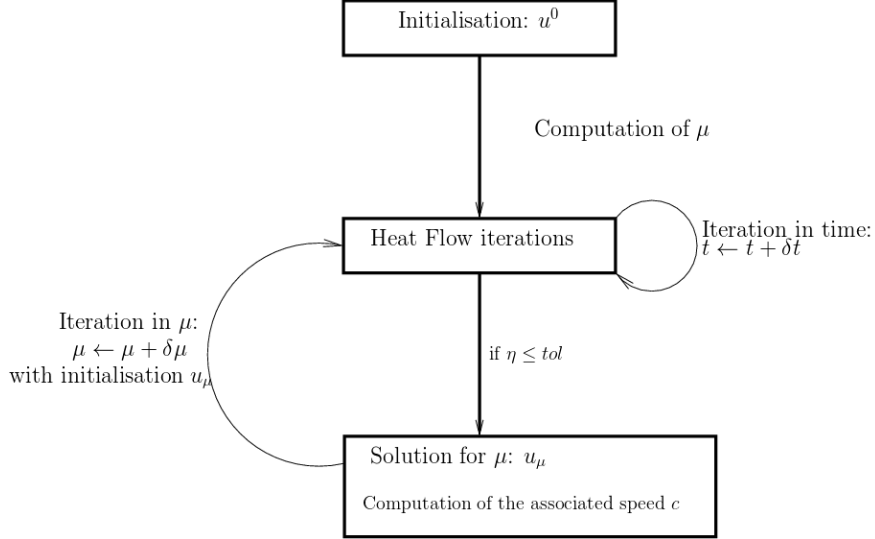 Initialisation: u⁰
Computation of μ
Heat Flow iterations
Iteration in time:
t ← t + δt
Iteration in μ:
μ ← μ + δμ
with initialisation u_μ
if η ≤ tol
Solution for μ: u_μ
Computation of the associated speed c